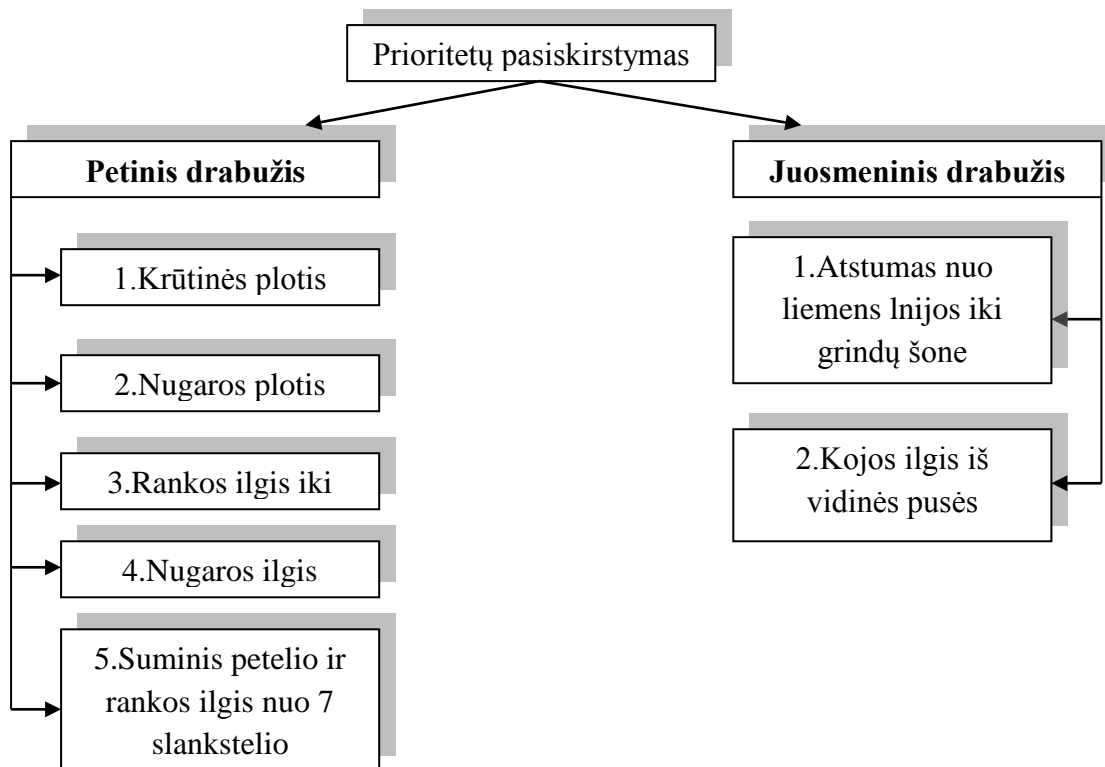 Prioritetų pasiskirstymas
Petinis drabužis
1.Krūtinės plotis
2.Nugaros plotis
3.Rankos ilgis iki
4.Nugaros ilgis
5.Suminis petelio ir
rankos ilgis nuo 7
slankstelio
Juosmeninis drabužis
1.Atstumas nuo
liemens lnijos iki
grindų šone
2.Kojos ilgis iš
vidinės pusės